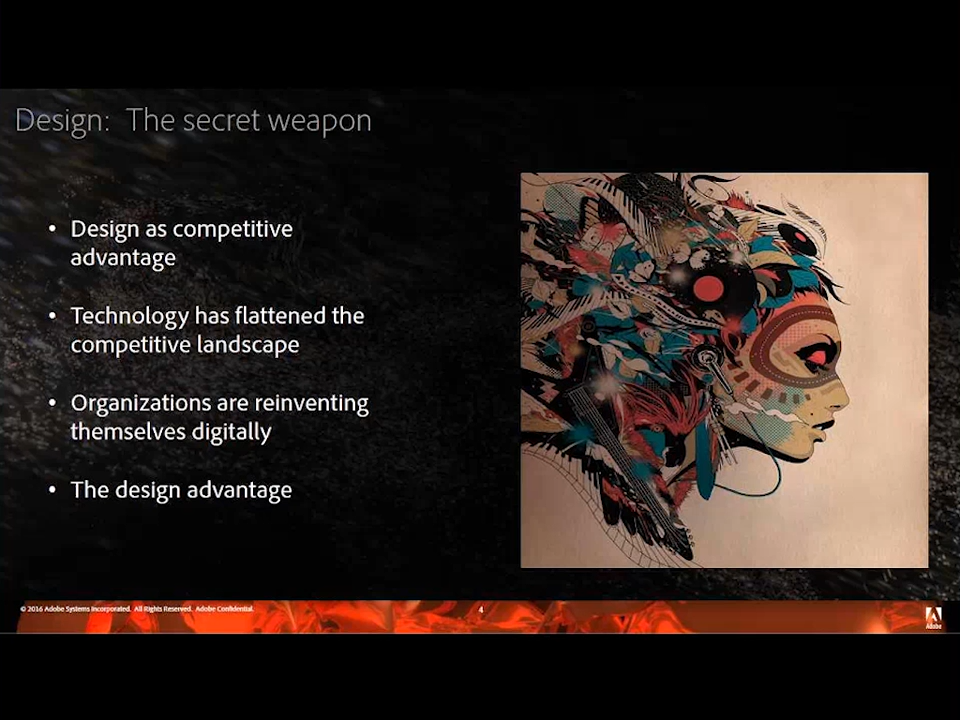 Design: The secret weapon
• Design as competitive
advantage
• Technology has flattened the
competitive landscape
• Organizations are reinventing
themselves digitally
• The design advantage
© 2016 Adobe Systems Incorporated. All Rights Reserved. Adobe Confidential.
4
Adobe